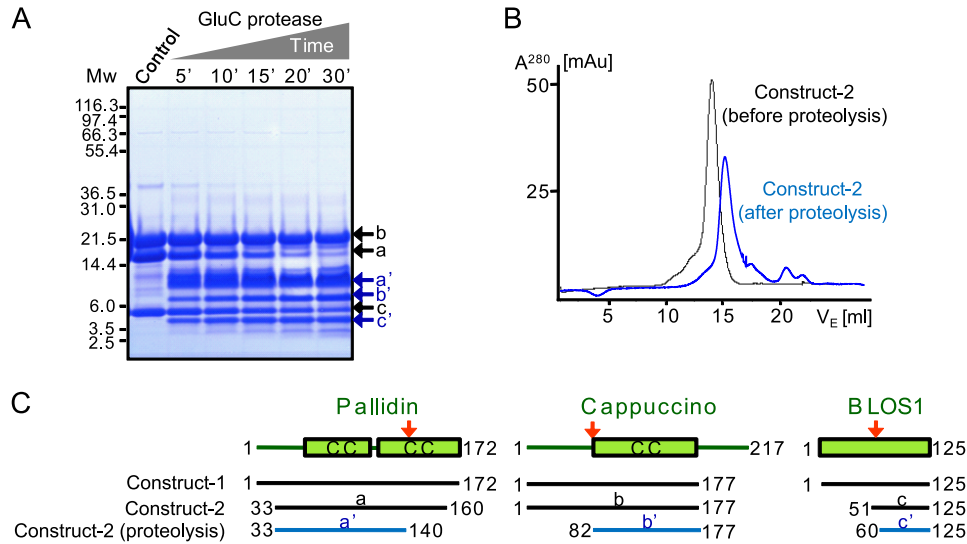 A
GluC protease
Time
Mw Control 5' 10' 15' 20' 30'
116.3
97.4
66.3
55.4
36.5
31.0
21.5
14.4
6.0
3.5
2.5
b
a
a'
b'
c
c'
B
A280 [mAu]
50
25
Construct-2
(before proteolysis)
Construct-2
(after proteolysis)
5 10 15 20 VE [ml]
C
Pallidin Cappuccino BLOS1
1 CC CC 172 1 CC 217 1 125
Construct-1 1 172 1 177 1 125
Construct-2 33 a 160 1 b 177 51 c 125
Construct-2 (proteolysis) 33 a' 140 82 b' 177 60 c' 125